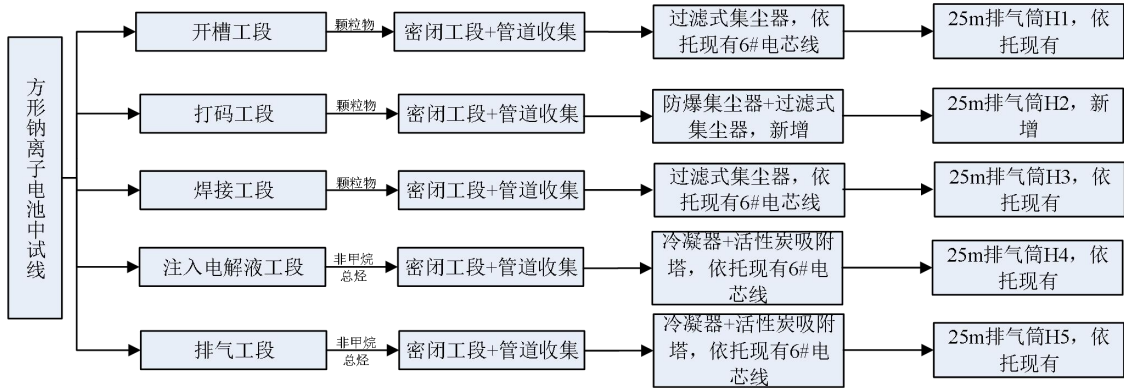 方形钠离子电池中试线
开槽工段
颗粒物
密闭工段+管道收集
过滤式集尘器，依
托现有6#电芯线
25m排气筒H1，依
托现有
打码工段
颗粒物
密闭工段+管道收集
防爆集尘器+过滤式
集尘器，新增
25m排气筒H2，新
增
焊接工段
颗粒物
密闭工段+管道收集
过滤式集尘器，依
托现有6#电芯线
25m排气筒H3，依
托现有
注入电解液工段
非甲烷
总烃
密闭工段+管道收集
冷凝器+活性炭吸附
塔，依托现有6#电
芯线
25m排气筒H4，依
托现有
排气工段
非甲烷
总烃
密闭工段+管道收集
冷凝器+活性炭吸附
塔，依托现有6#电
芯线
25m排气筒H5，依
托现有